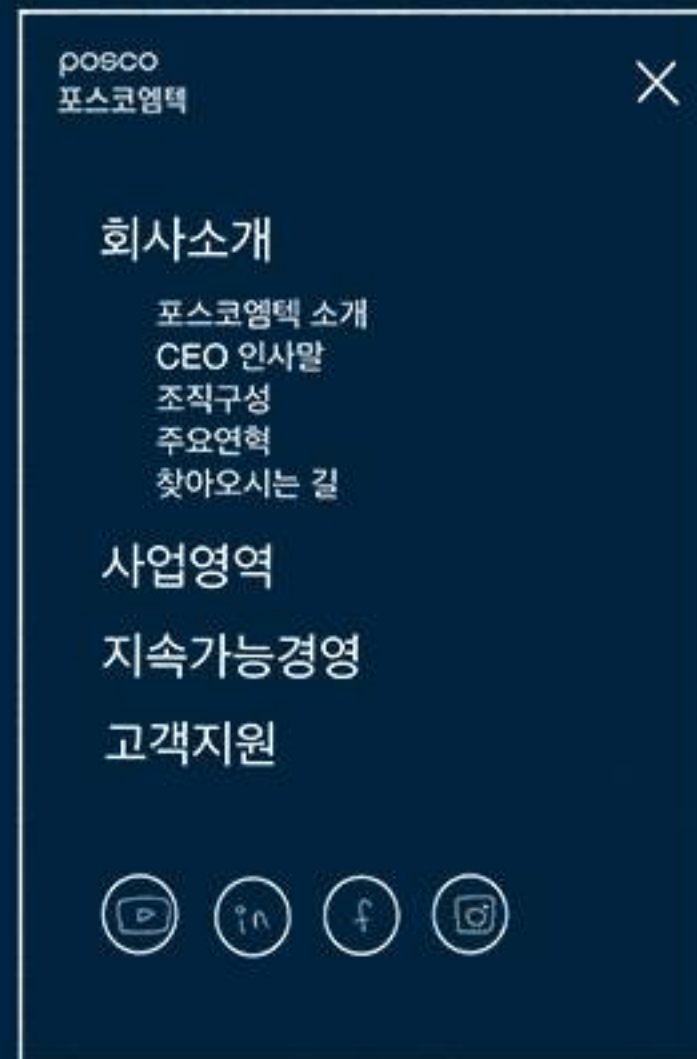 posco
포스코엠텍
회사소개
포스코엠텍 소개
CEO 인사말
조직구성
주요연혁
찾아오시는 길
사업영역
지속가능경영
고객지원
in
f